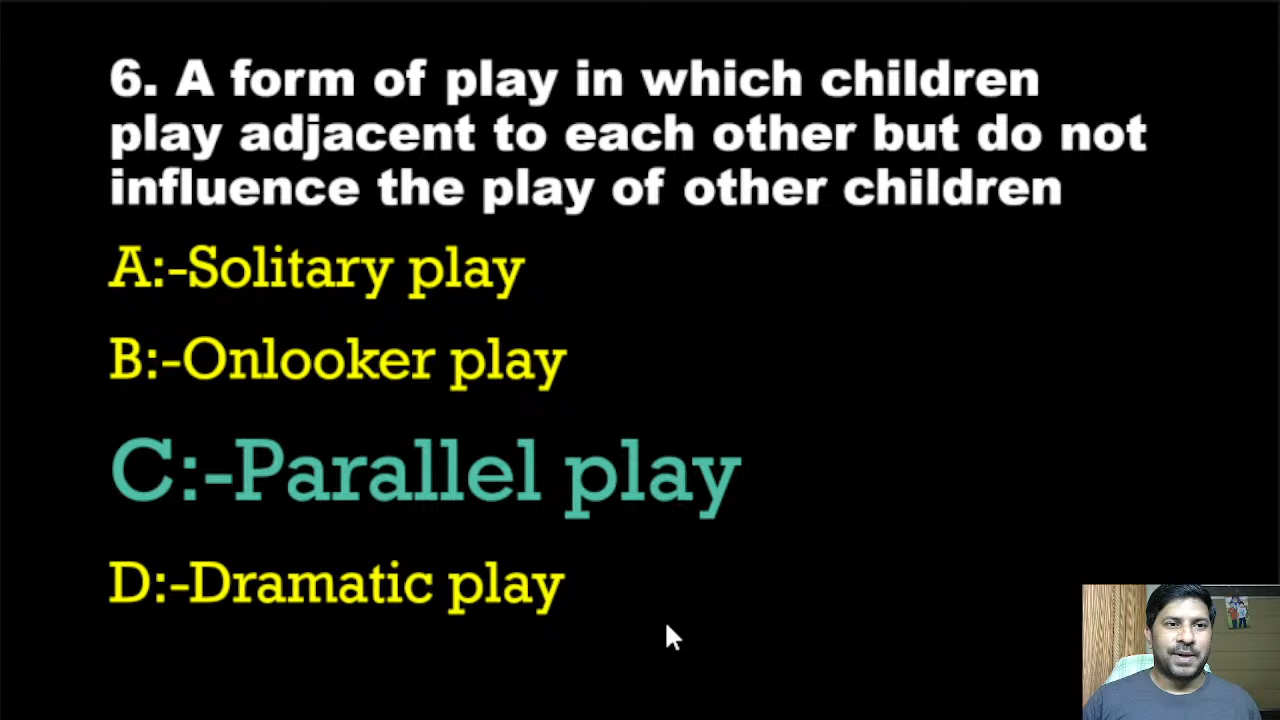 6. A form of play in which children
play adjacent to each other but do not
influence the play of other children
A:-Solitary play
B:-Onlooker play
C:-Parallel play
D:-Dramatic play